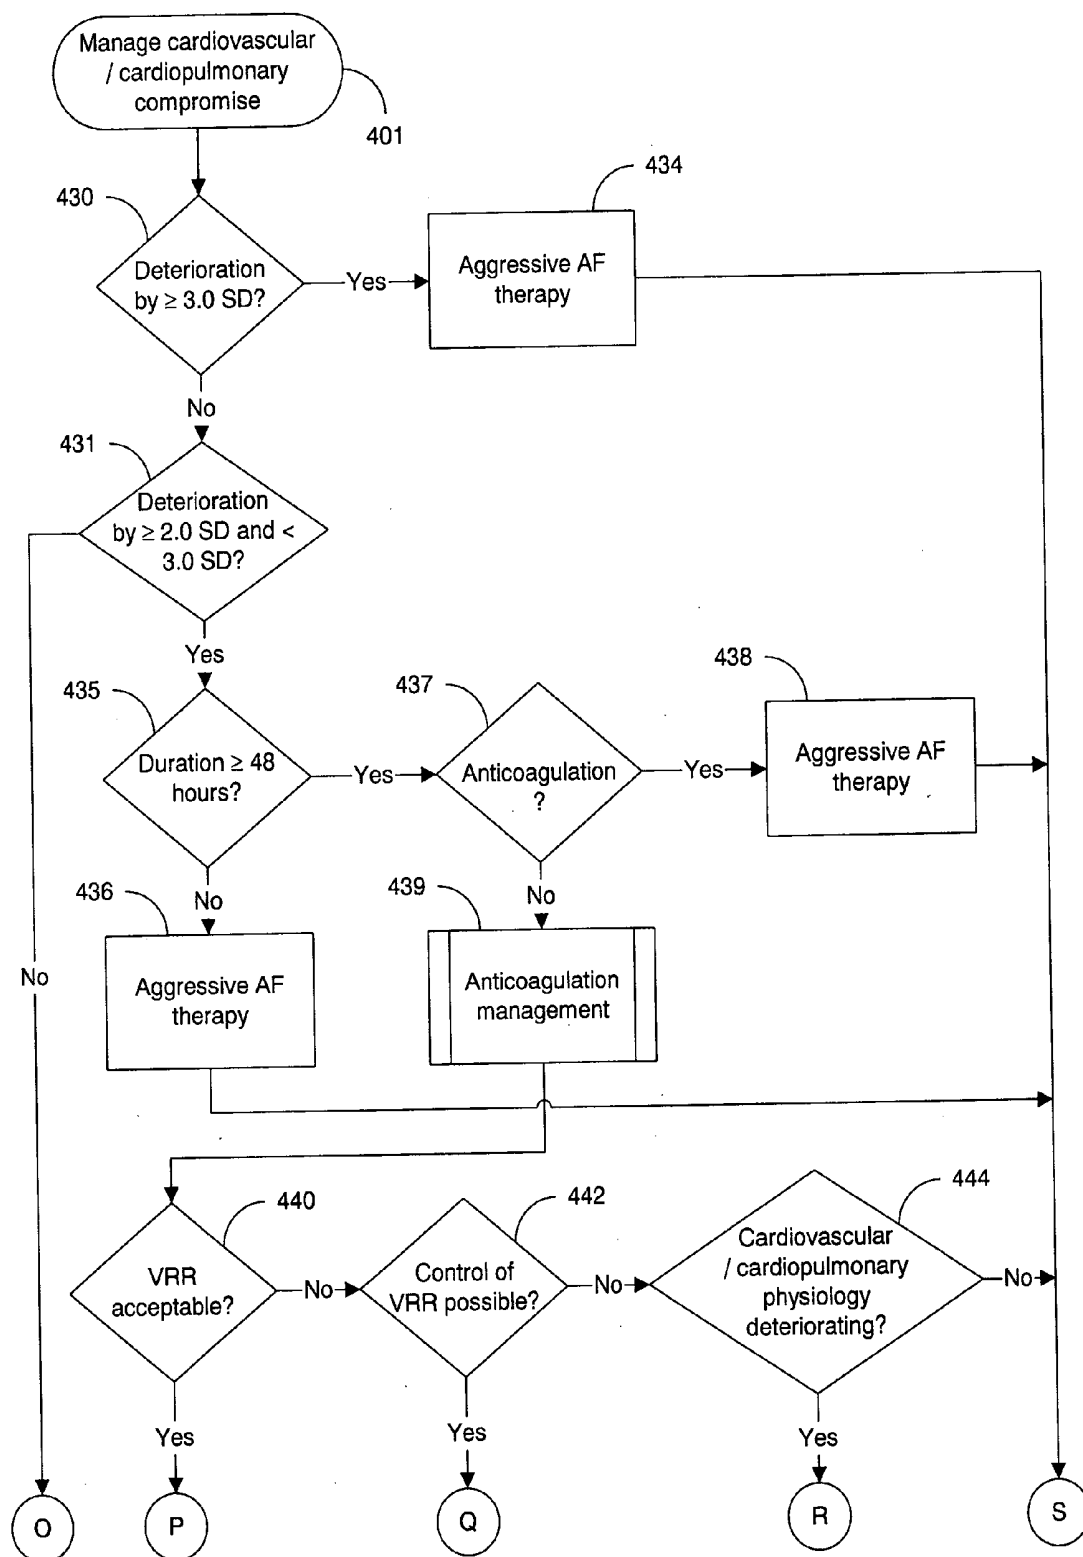 Manage cardiovascular
/ cardiopulmonary
compromise
401
434
430
Deterioration
by ≥ 3.0 SD?
Yes
Aggressive AF
therapy
No
431
Deterioration
by ≥ 2.0 SD and <
3.0 SD?
Yes
435
Duration ≥ 48
hours?
Yes
437
Anticoagulation
?
Yes
438
Aggressive AF
therapy
No
436
Aggressive AF
therapy
No
439
Anticoagulation
management
No
440
VRR
acceptable?
No
442
Control of
VRR possible?
No
444
Cardiovascular
/ cardiopulmonary
physiology
deteriorating?
No
Yes
Yes
Yes
O
P
Q
R
S